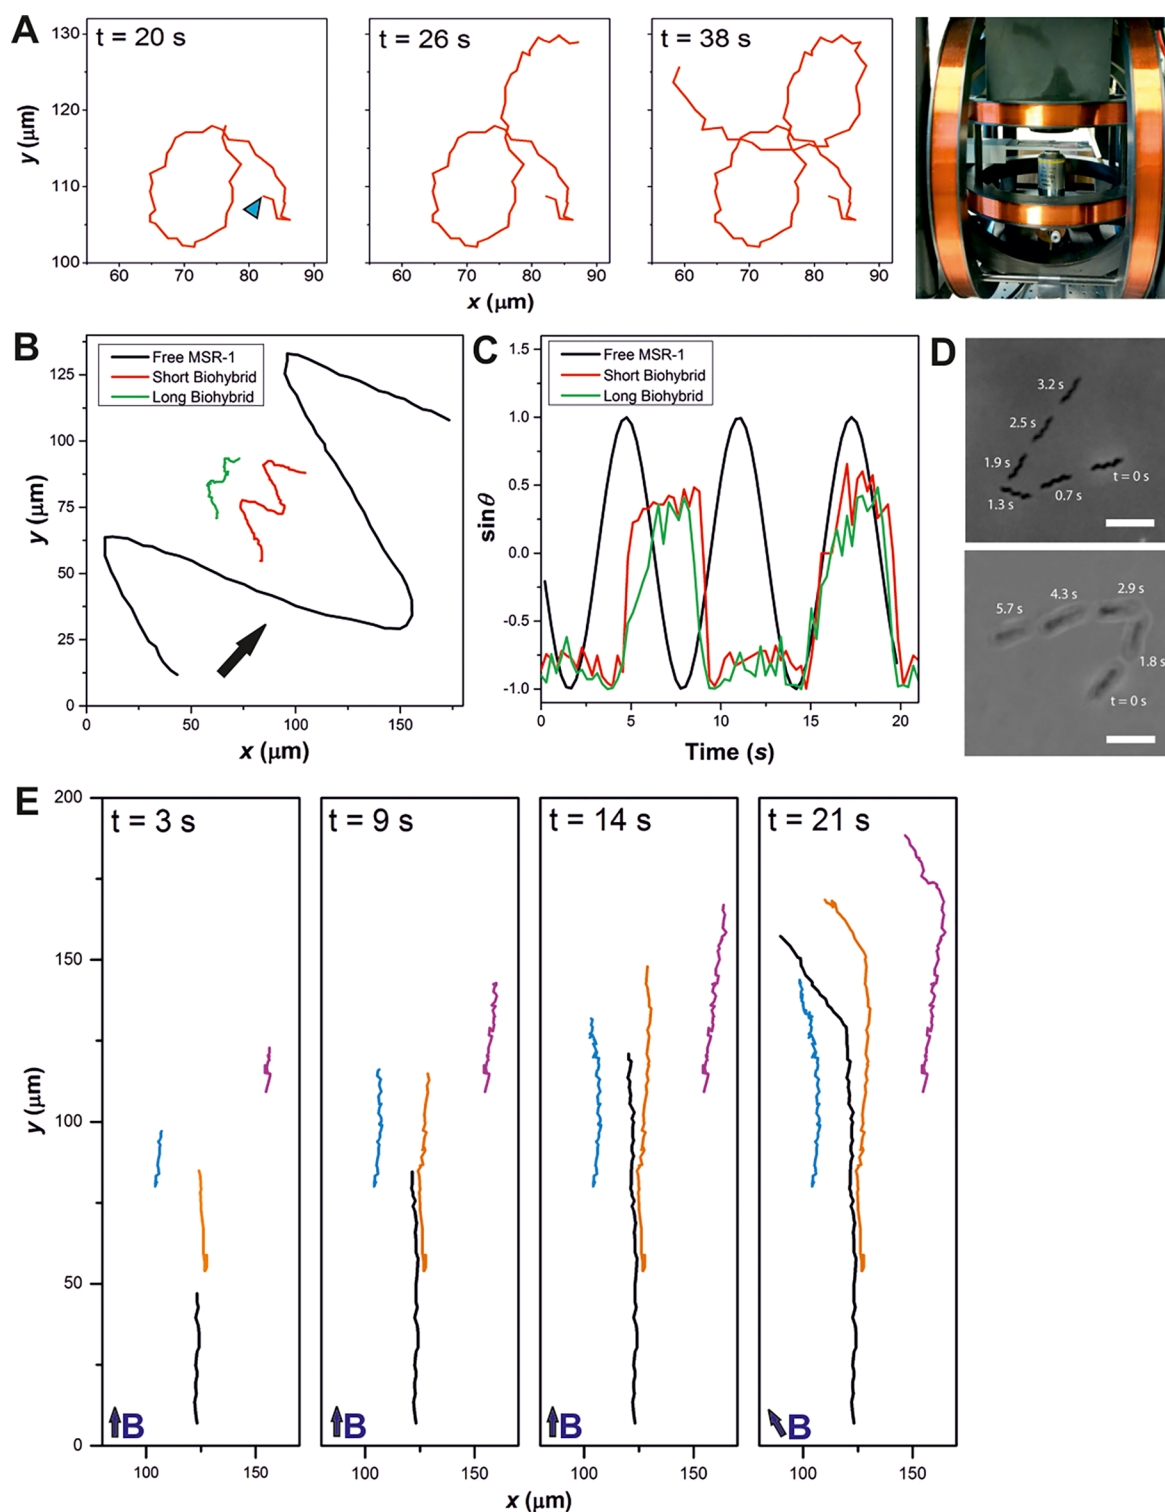 A
t = 20 s
t = 26 s
t = 38 s
130
120
110
100
y (μm)
60 70 80 90
60 70 80 90
60 70 80 90
x (μm)
B
Free MSR-1
Short Biohybrid
Long Biohybrid
125
100
75
50
25
0
y (μm)
0 50 100 150
x (μm)
C
Free MSR-1
Short Biohybrid
Long Biohybrid
1.5
1.0
0.5
0.0
-0.5
-1.0
sinθ
0 5 10 15 20
Time (s)
D
3.2 s
2.5 s
1.9 s
t = 0 s
1.3 s
0.7 s
2.9 s
4.3 s
5.7 s
1.8 s
t = 0 s
E
t = 3 s
t = 9 s
t = 14 s
t = 21 s
200
150
100
50
0
y (μm)
B
B
B
B
100 150
100 150
100 150
100 150
x (μm)